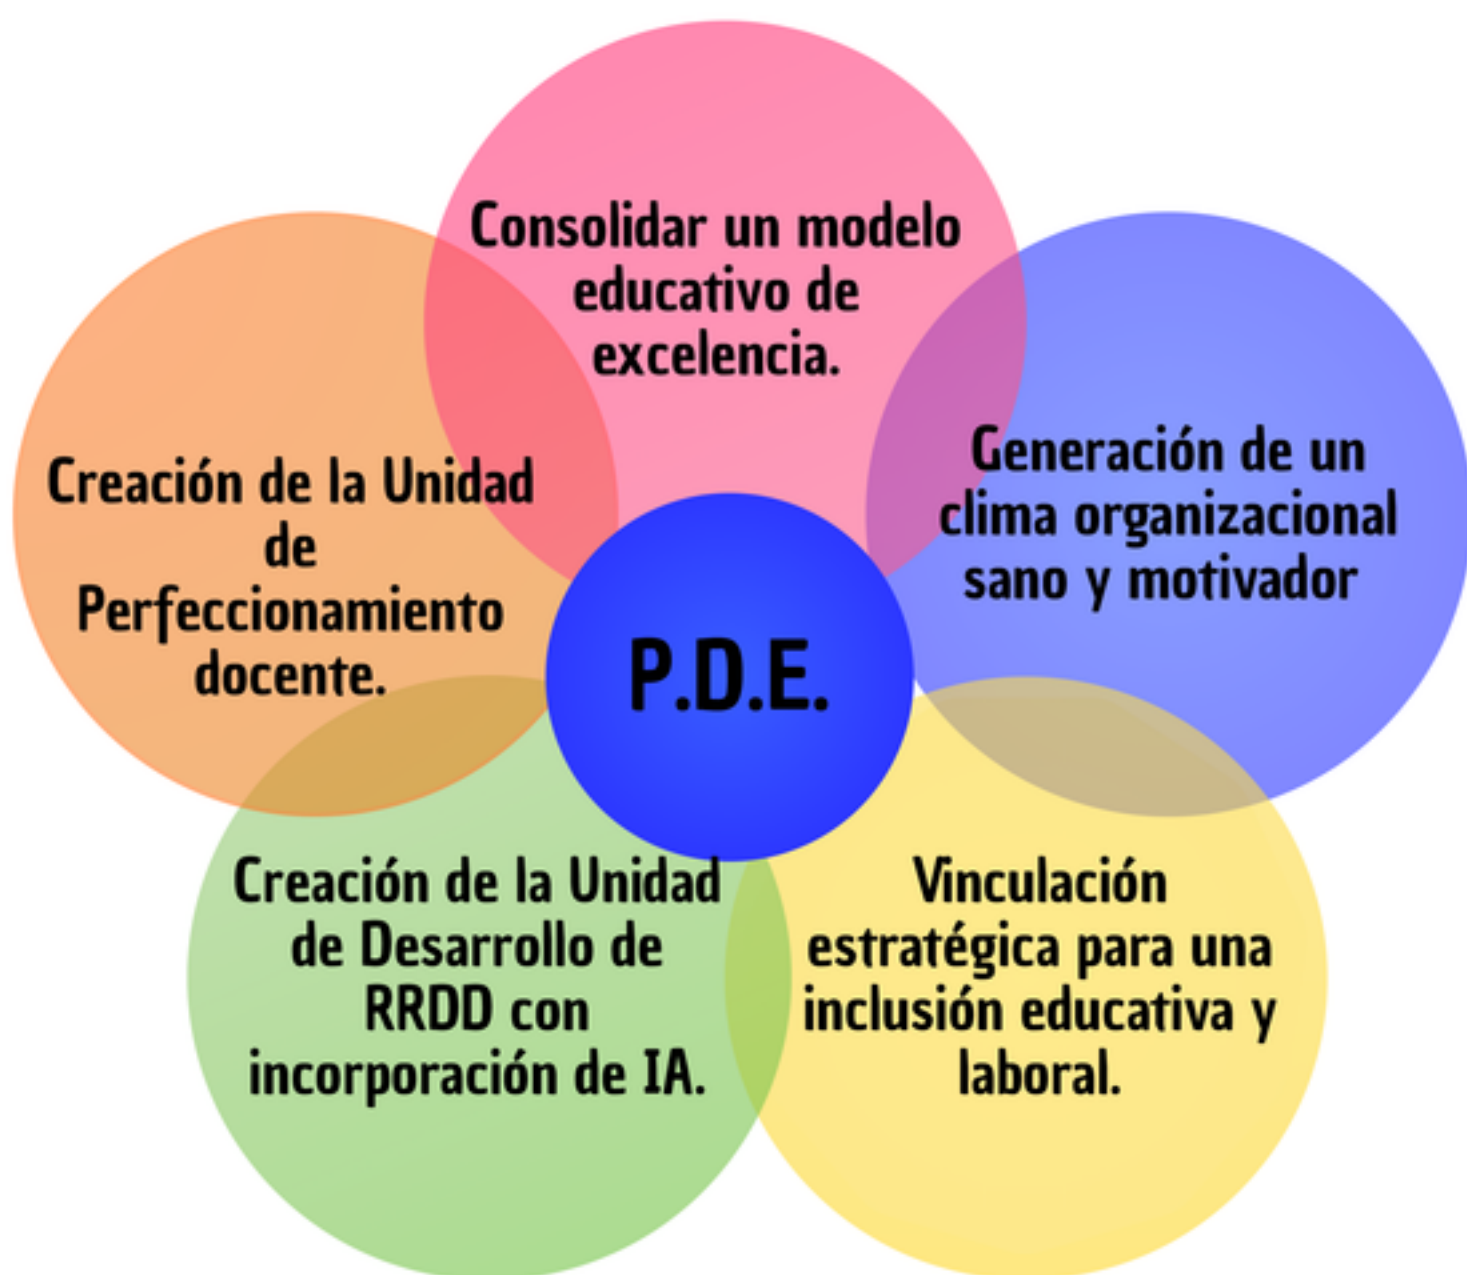 Consolidar un modelo
educativo de
excelencia.
Generación de un
clima organizacional
sano y motivador
Creación de la Unidad
de
Perfeccionamiento
docente.
P.D.E.
Creación de la Unidad
de Desarrollo de
RRDD con
incorporación de IA.
Vinculación
estratégica para una
inclusión educativa y
laboral.